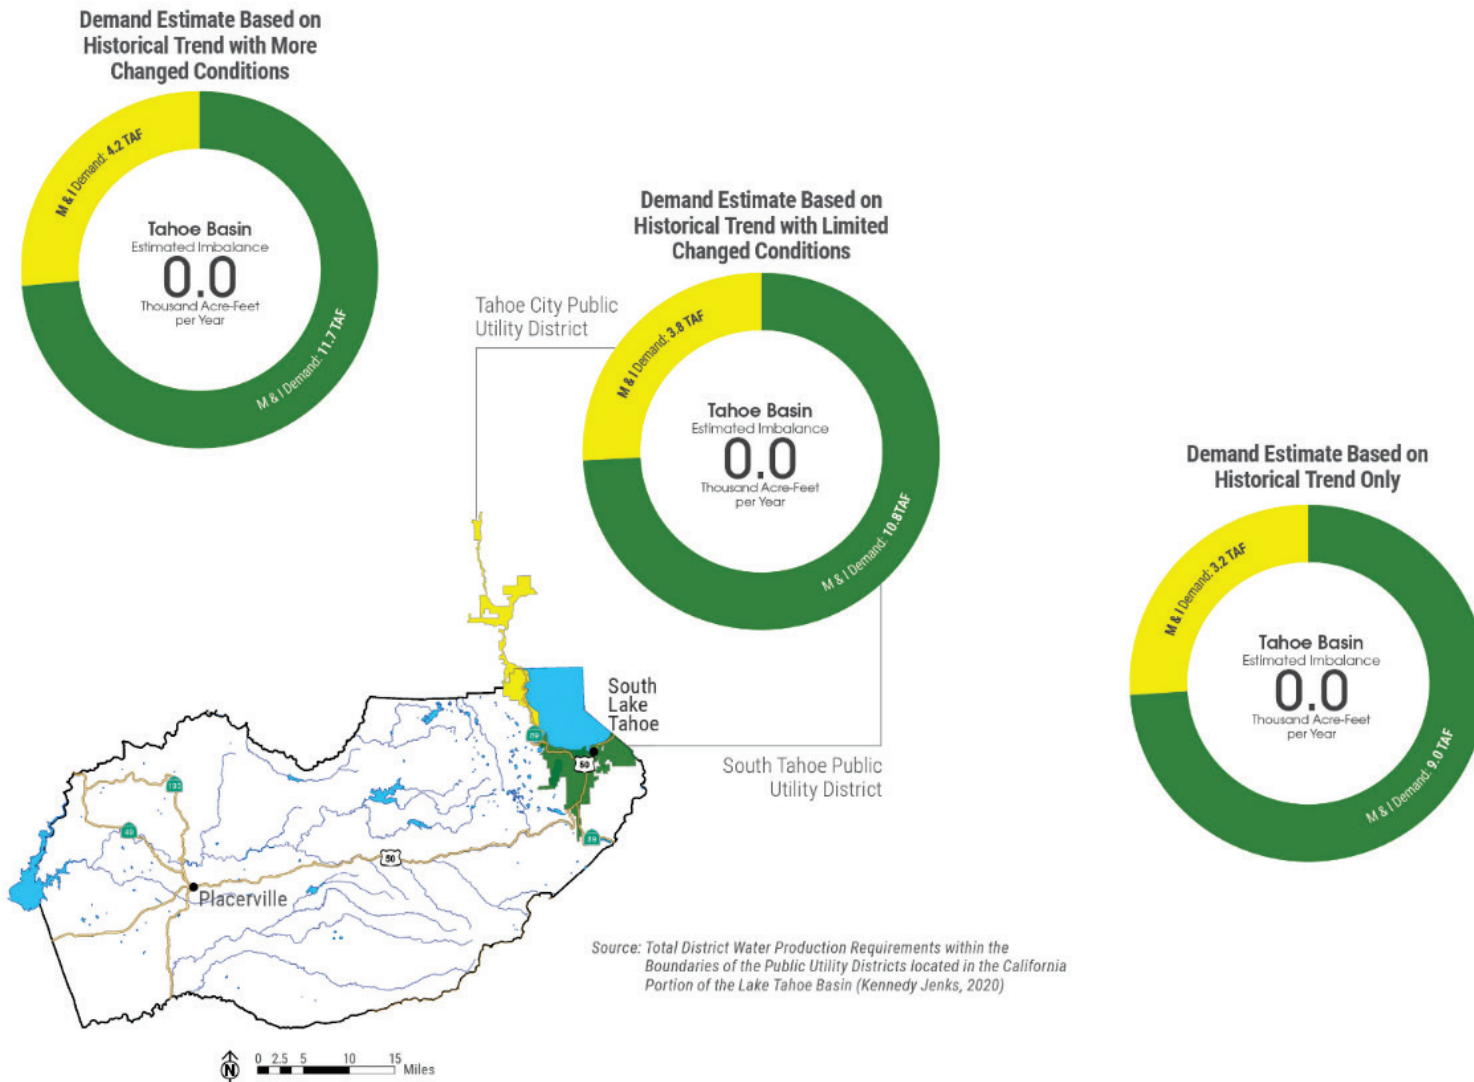 Demand Estimate Based on
Historical Trend with More
Changed Conditions
M & I Demand: 4.2 TAF
Tahoe Basin
Estimated Imbalance
0.0
Thousand Acre-Feet
per Year
M & I Demand: 11.7 TAF
Demand Estimate Based on
Historical Trend with Limited
Changed Conditions
Tahoe City Public
Utility District
M & I Demand: 3.8 TAF
Tahoe Basin
Estimated Imbalance
0.0
Thousand Acre-Feet
per Year
M & I Demand: 10.8TAF
Demand Estimate Based on
Historical Trend Only
M & I Demand: 3.2 TAF
Tahoe Basin
Estimated Imbalance
0.0
Thousand Acre-Feet
per Year
M & I Demand: 9.0 TAF
South
Lake
Tahoe
89
50
South Tahoe Public
Utility District
193
49
89
50
Placerville
Source: Total District Water Production Requirements within the
Boundaries of the Public Utility Districts located in the California
Portion of the Lake Tahoe Basin (Kennedy Jenks, 2020)
N
0 2.5 5 10 15
Miles